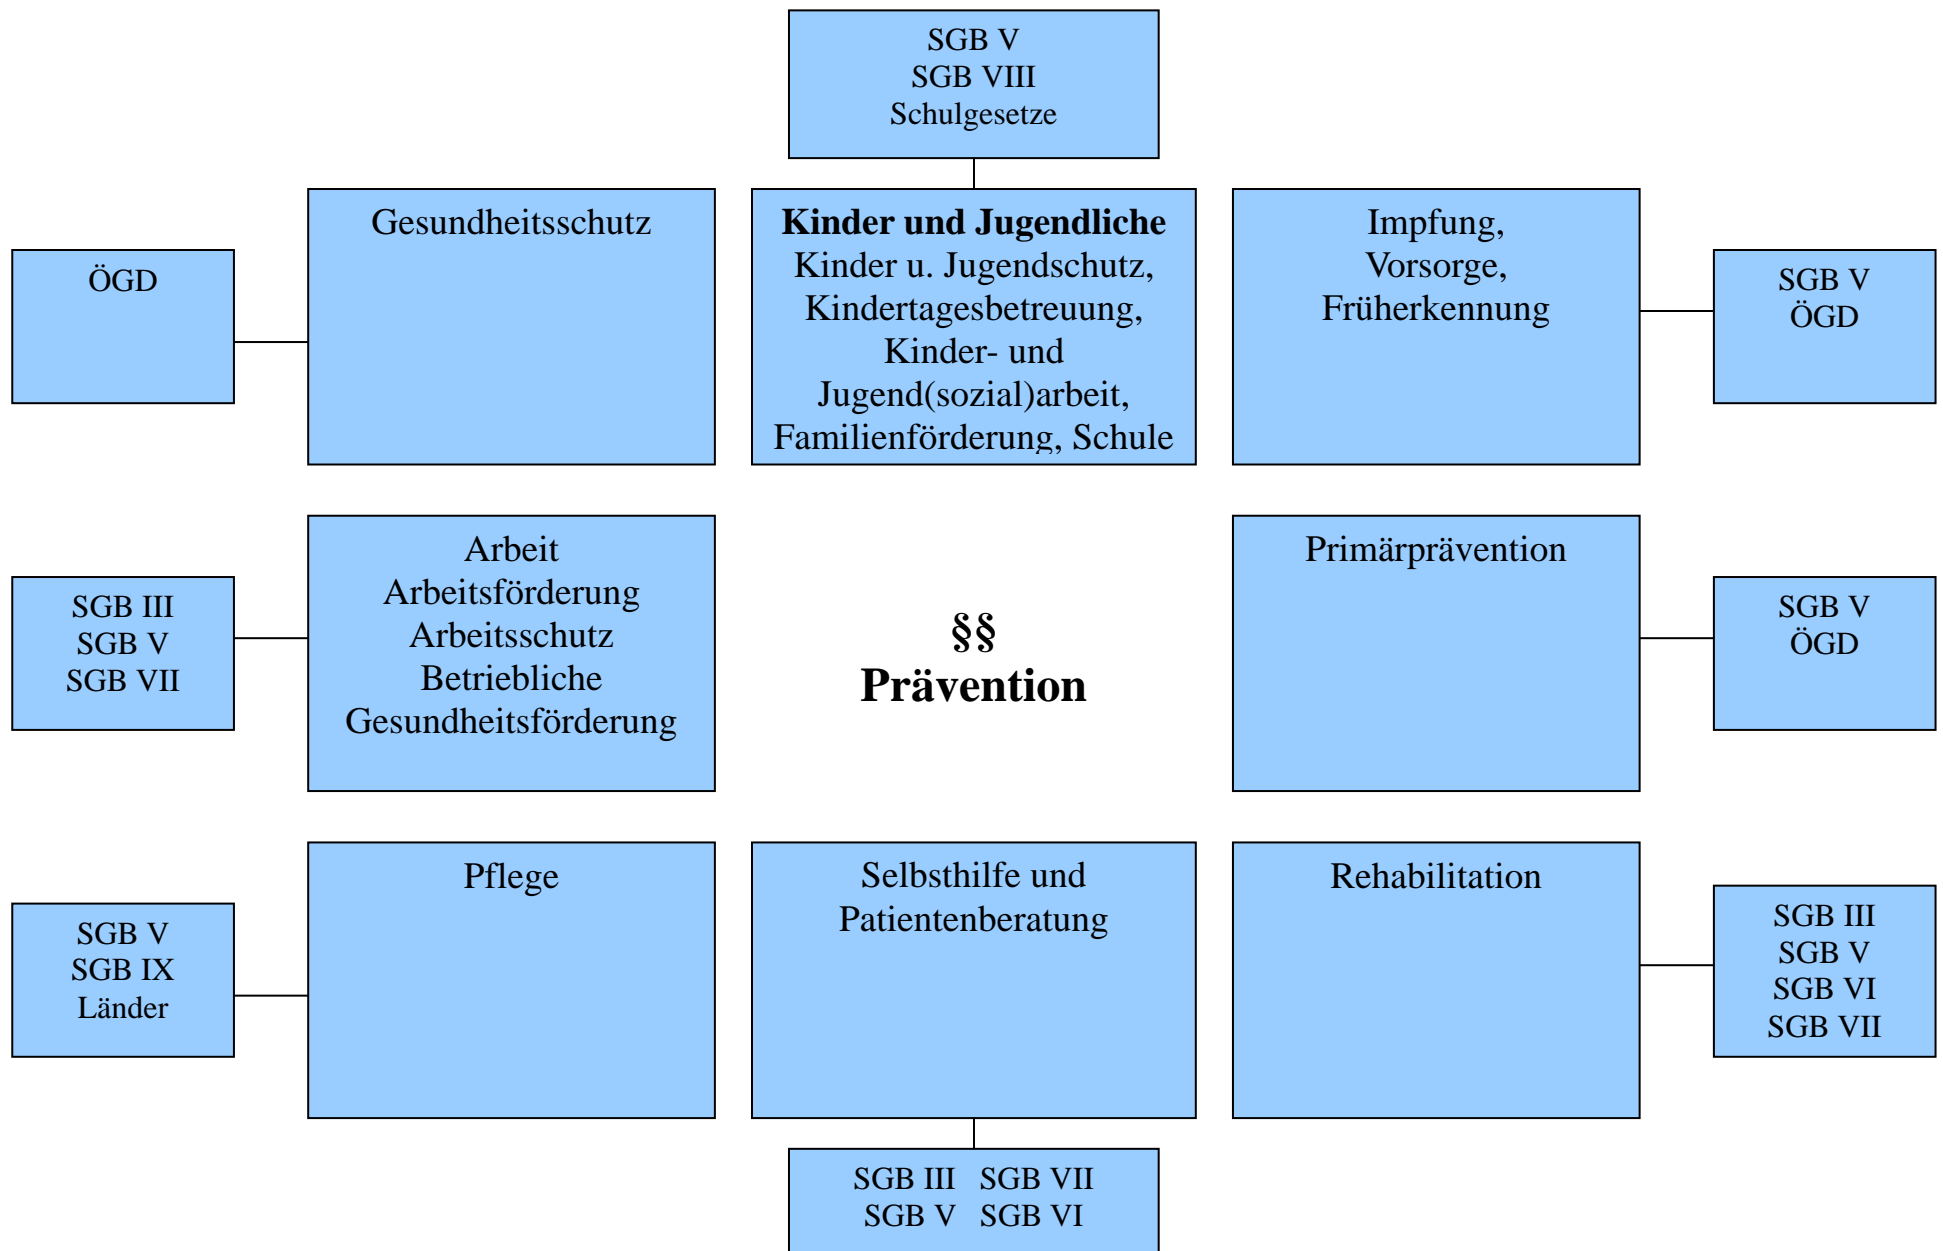 SGB V
SGB VIII
Schulgesetze
ÖGD
Gesundheitsschutz
Kinder und Jugendliche
Kinder u. Jugendschutz,
Kindertagesbetreuung,
Kinder- und
Jugend(sozial)arbeit,
Familienförderung, Schule
Impfung,
Vorsorge,
Früherkennung
SGB V
ÖGD
SGB III
SGB V
SGB VII
Arbeit
Arbeitsförderung
Arbeitsschutz
Betriebliche
Gesundheitsförderung
§§
Prävention
Primärprävention
SGB V
ÖGD
SGB V
SGB IX
Länder
Pflege
Selbsthilfe und
Patientenberatung
Rehabilitation
SGB III
SGB V
SGB VI
SGB VII
SGB III SGB VII
SGB V SGB VI